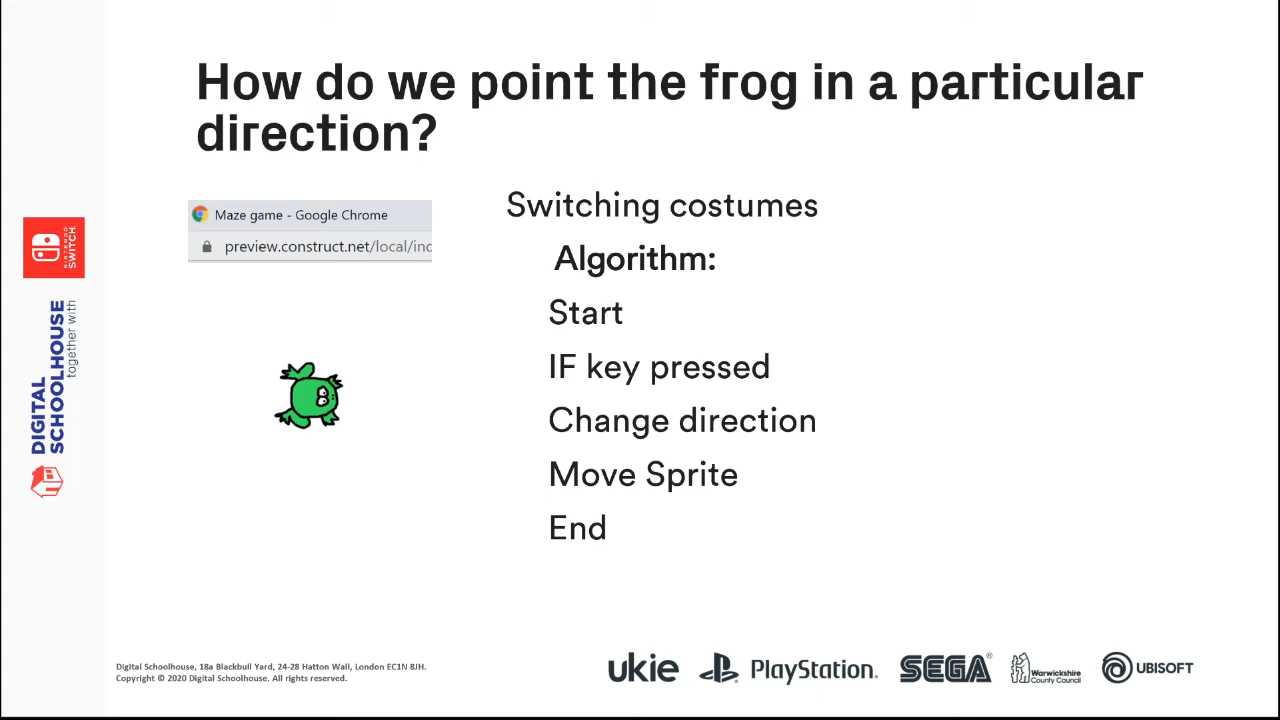 How do we point the frog in a particular
direction?
Maze game - Google Chrome
preview.construct.net/local/inc
Switching costumes
Algorithm:
Start
IF key pressed
Change direction
Move Sprite
End
NINTENDO
SWITCH
DIGITAL
SCHOOLHOUSE
together with
Digital Schoolhouse, 18a Blackbull Yard, 24-28 Hatton Wall, London EC1N 8JH.
Copyright © 2020 Digital Schoolhouse. All rights reserved.
ukie
PlayStation.
SEGA®
Warwickshire
County Council
UBISOFT